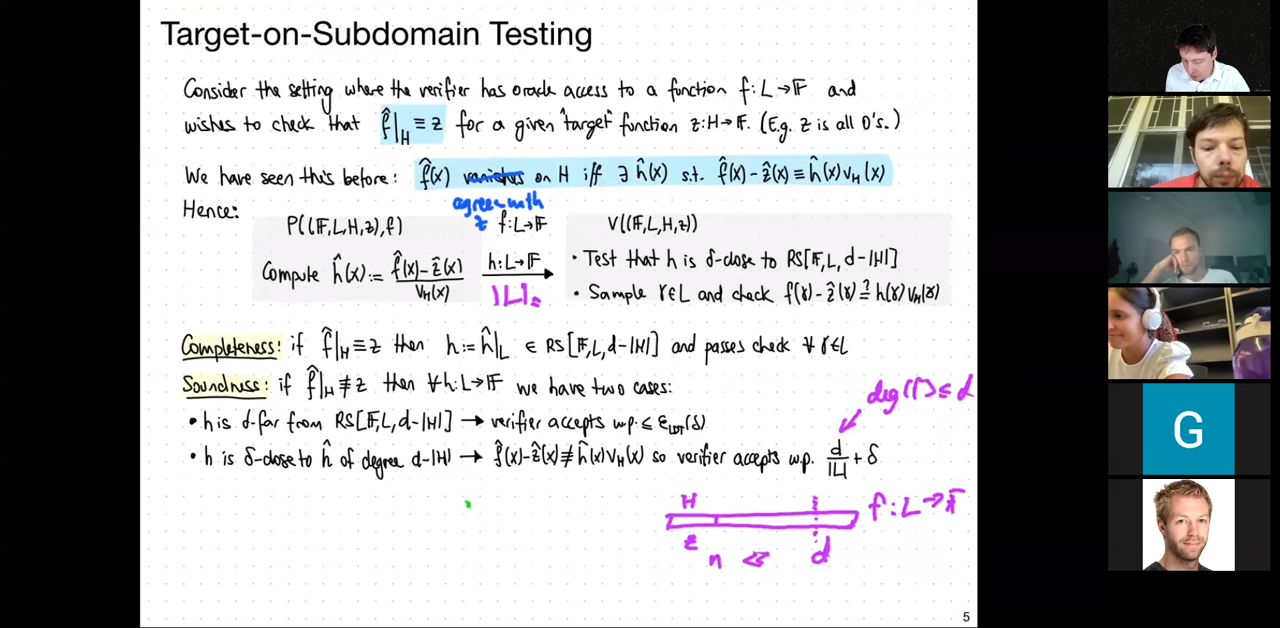 Target-on-Subdomain Testing
Consider the setting where the verifier has oracle access to a function f: L→𝔽 and
wishes to check that f̂|_H ≡ z for a given "target" function z: H→𝔽. (E.g. z is all 0's.)
We have seen this before: f̂(x) vanishes on H iff ∃ ĥ(x) s.t. f̂(x) - ẑ(x) ≡ ĥ(x) v_H(x)
agree with
z
Hence:
P((𝔽,L,H,z),f) f: L→𝔽 V((𝔽,L,H,z))
Compute ĥ(x) := (f̂(x) - ẑ(x)) / v_H(x)
h: L→𝔽
|L|
• Test that h is δ-close to RS[𝔽,L,d-|H|]
• Sample γ∈L and check f(γ) - ẑ(γ) ≟ h(γ) v_H(γ)
Completeness: if f̂|_H ≡ z then h := ĥ|_L ∈ RS[𝔽,L,d-|H|] and passes check ∀ γ∈L
Soundness: if f̂|_H ≢ z then ∀ h: L→𝔽 we have two cases:
deg(f) ≤ d
• h is δ-far from RS[𝔽,L,d-|H|] → verifier accepts w.p. ≤ ε_LDT(δ)
• h is δ-close to ĥ of degree d-|H| → f̂(x) - ẑ(x) ≢ ĥ(x) v_H(x) so verifier accepts w.p. d/|L| + δ
H f: L→𝔽
z
n ≪ d
5
G